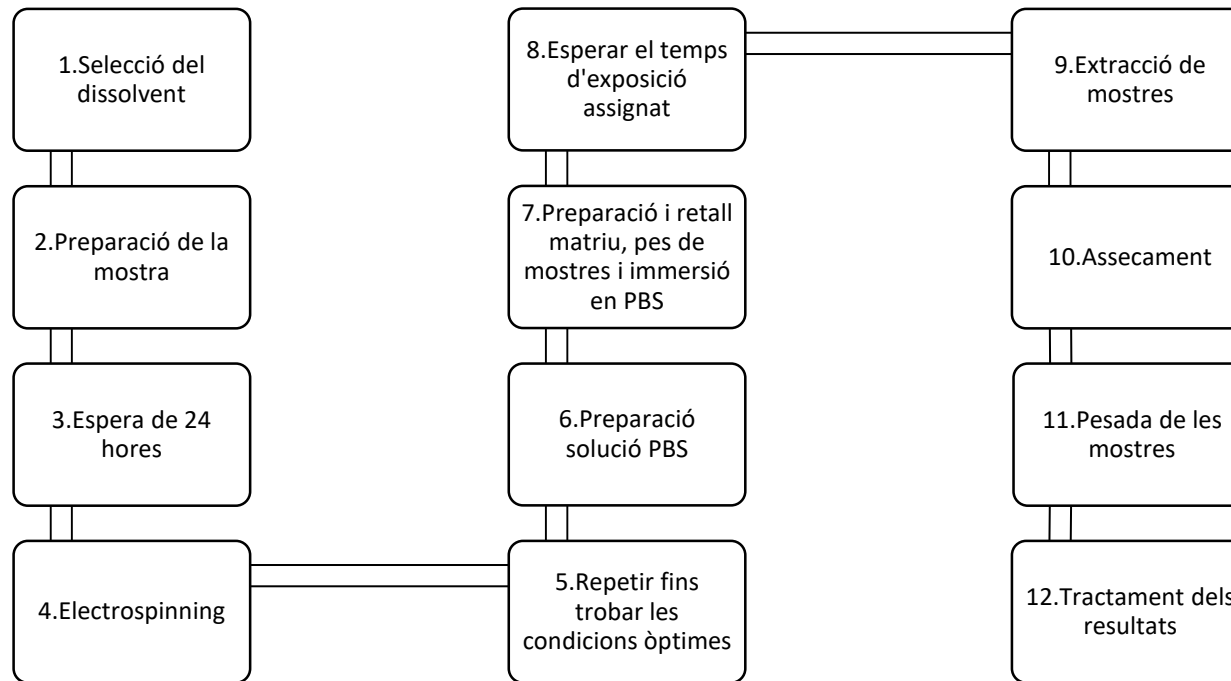 1.Selecció del
dissolvent
2.Preparació de la
mostra
3.Espera de 24
hores
4.Electrospinning
5.Repetir fins
trobar les
condicions òptimes
6.Preparació
solució PBS
7.Preparació i retall
matriu, pes de
mostres i immersió
en PBS
8.Esperar el temps
d'exposició
assignat
9.Extracció de
mostres
10.Assecament
11.Pesada de les
mostres
12.Tractament dels
resultats